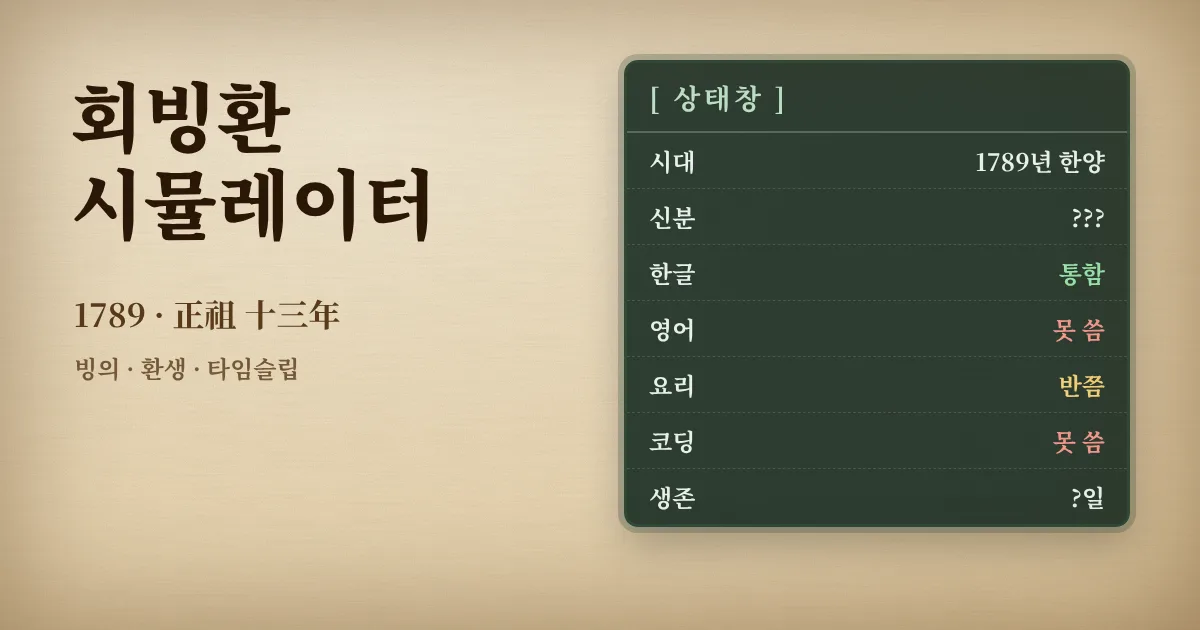 회빙환
시뮬레이터
1789 · 正祖 十三年
빙의 · 환생 · 타임슬립
[ 상태창 ]
시대 1789년 한양
신분 ???
한글 통함
영어 못 씀
요리 반쯤
코딩 못 씀
생존 ?일